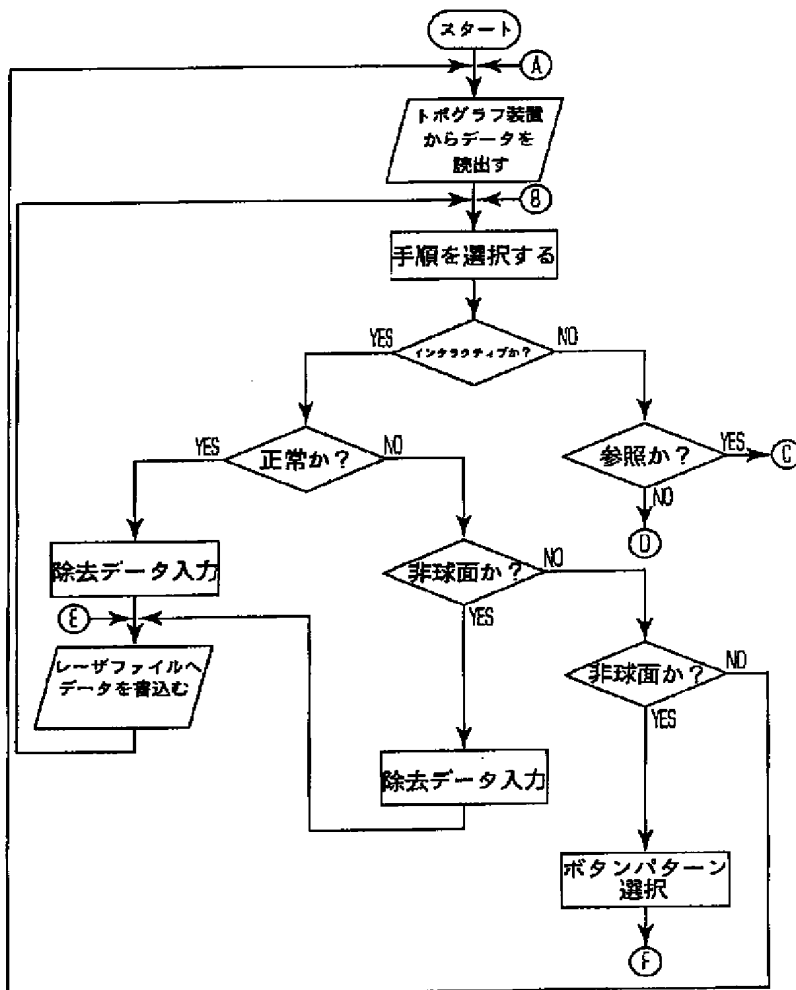 スタート
A
トポグラフ装置
からデータを
読出す
B
手順を選択する
YES
インタラクティブか?
NO
YES
正常か?
NO
参照か?
YES
C
NO
D
除去データ入力
非球面か?
NO
YES
E
レーザファイルへ
データを書込む
非球面か?
NO
YES
除去データ入力
ボタンパターン
選択
F